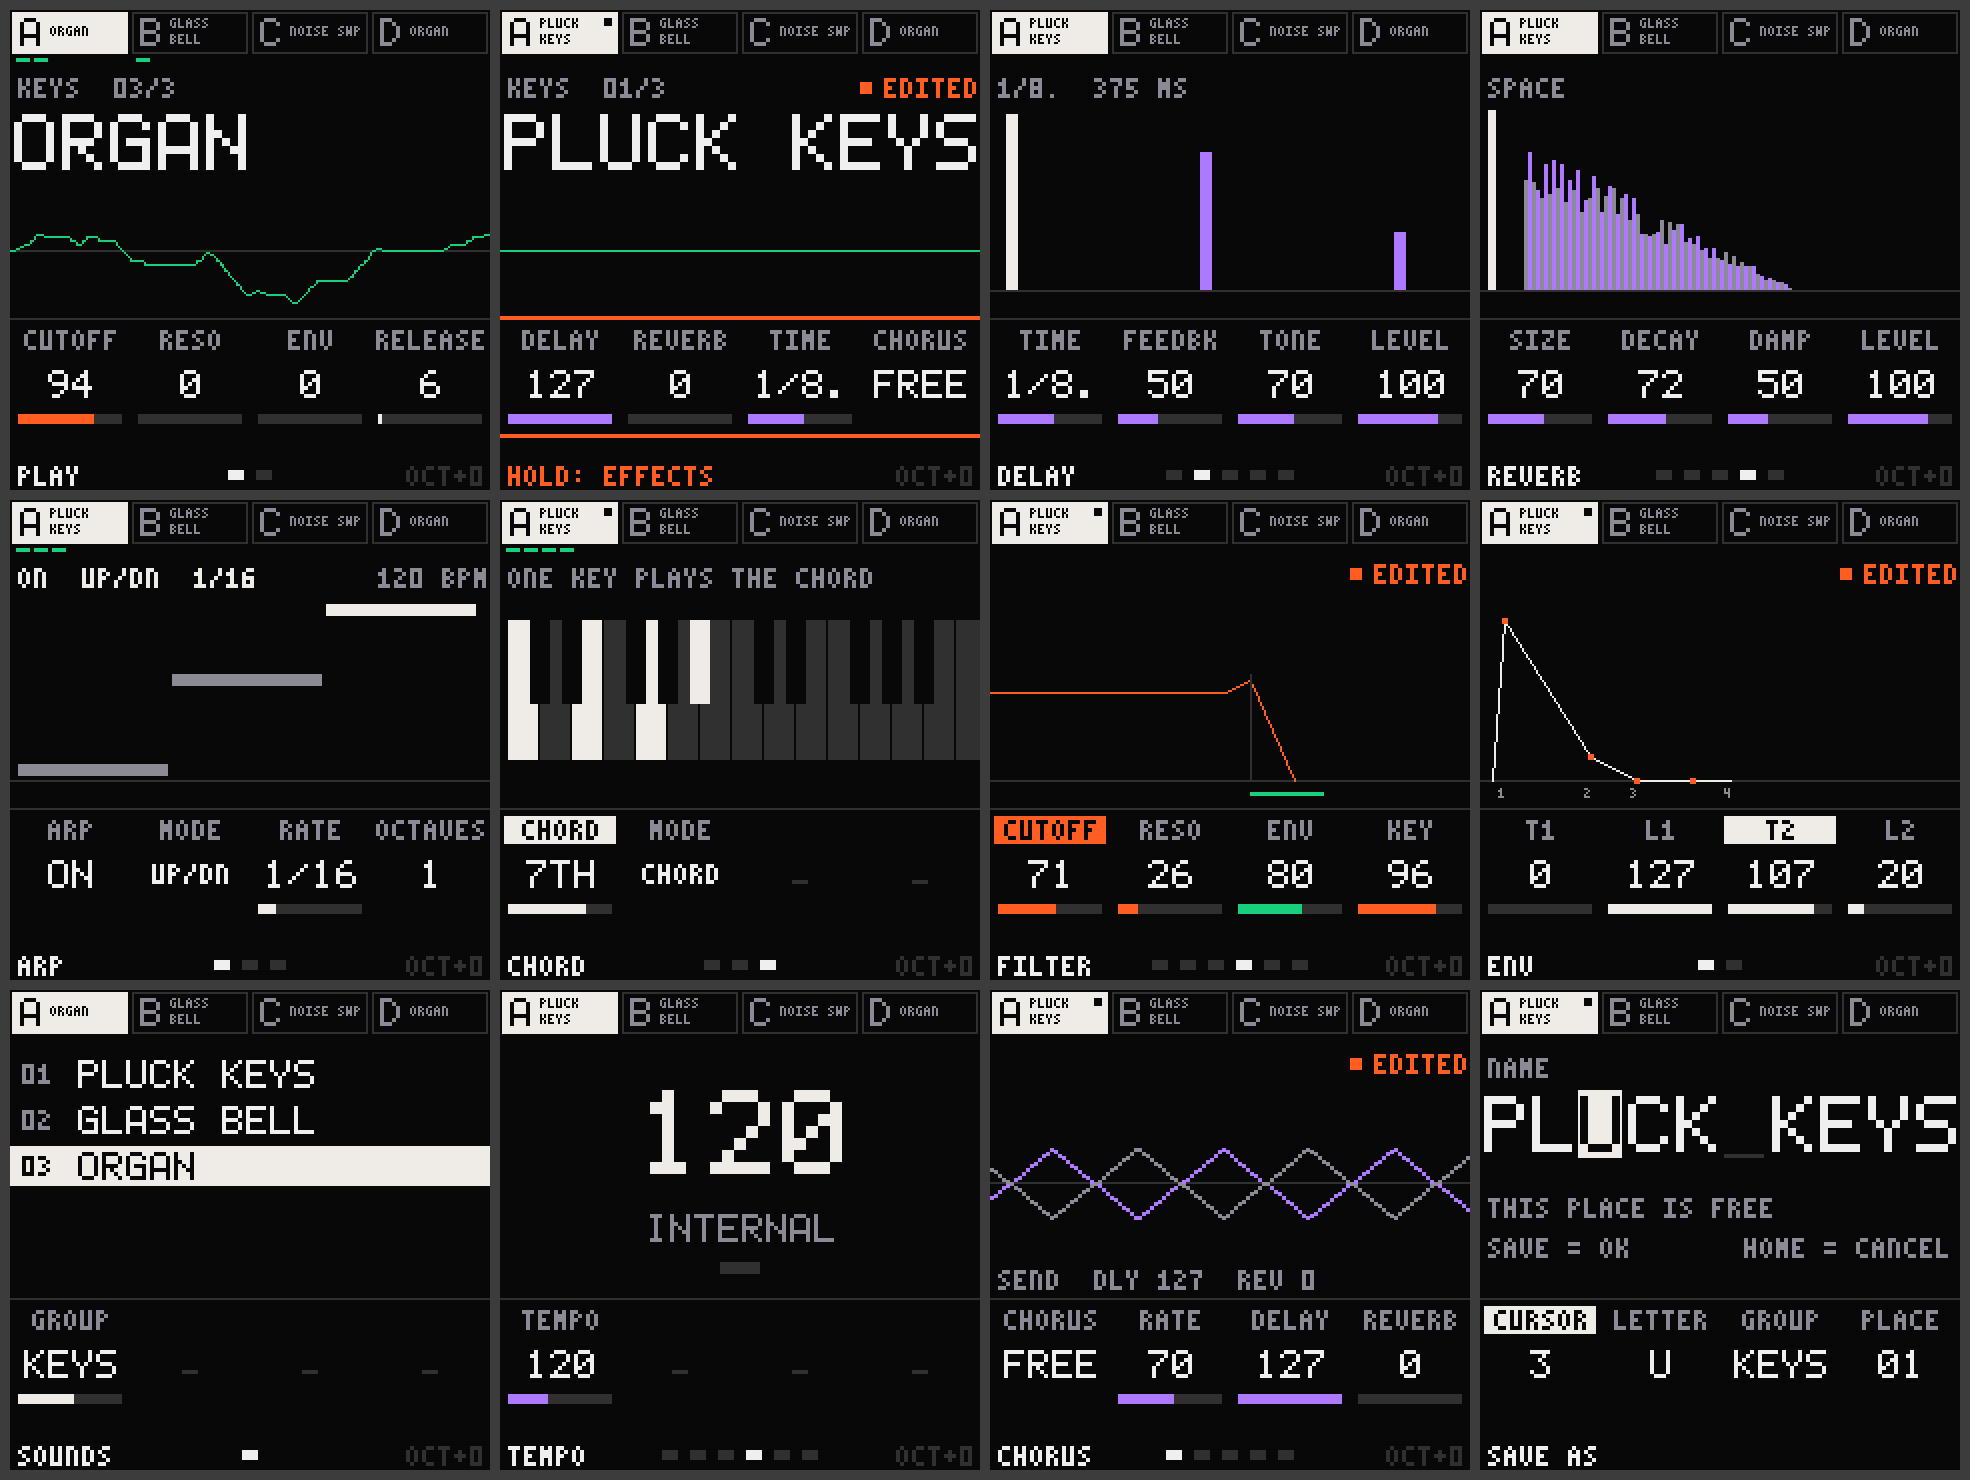 A ORGAN B GLASS BELL C NOISE SWP D ORGAN
KEYS 03/3
ORGAN
CUTOFF RESO ENV RELEASE
94 0 0 6
PLAY OCT+0
A PLUCK KEYS B GLASS BELL C NOISE SWP D ORGAN
KEYS 01/3 EDITED
PLUCK KEYS
DELAY REVERB TIME CHORUS
127 0 1/8. FREE
HOLD: EFFECTS OCT+0
A PLUCK KEYS B GLASS BELL C NOISE SWP D ORGAN
1/8. 375 MS
TIME FEEDBK TONE LEVEL
1/8. 50 70 100
DELAY OCT+0
A PLUCK KEYS B GLASS BELL C NOISE SWP D ORGAN
SPACE
SIZE DECAY DAMP LEVEL
70 72 50 100
REVERB OCT+0
A PLUCK KEYS B GLASS BELL C NOISE SWP D ORGAN
ON UP/DN 1/16 120 BPM
ARP MODE RATE OCTAVES
ON UP/DN 1/16 1
ARP OCT+0
A PLUCK KEYS B GLASS BELL C NOISE SWP D ORGAN
ONE KEY PLAYS THE CHORD
CHORD MODE
7TH CHORD – –
CHORD OCT+0
A PLUCK KEYS B GLASS BELL C NOISE SWP D ORGAN
EDITED
CUTOFF RESO ENV KEY
71 26 80 96
FILTER OCT+0
A PLUCK KEYS B GLASS BELL C NOISE SWP D ORGAN
EDITED
1 2 3 4
T1 L1 T2 L2
0 127 107 20
ENV OCT+0
A ORGAN B GLASS BELL C NOISE SWP D ORGAN
01 PLUCK KEYS
02 GLASS BELL
03 ORGAN
GROUP
KEYS – – –
SOUNDS OCT+0
A PLUCK KEYS B GLASS BELL C NOISE SWP D ORGAN
120
INTERNAL
TEMPO
120 – – –
TEMPO OCT+0
A PLUCK KEYS B GLASS BELL C NOISE SWP D ORGAN
EDITED
SEND DLY 127 REV 0
CHORUS RATE DELAY REVERB
FREE 70 127 0
CHORUS OCT+0
A PLUCK KEYS B GLASS BELL C NOISE SWP D ORGAN
NAME
PLUCK_KEYS
THIS PLACE IS FREE
SAVE = OK HOME = CANCEL
CURSOR LETTER GROUP PLACE
3 U KEYS 01
SAVE AS